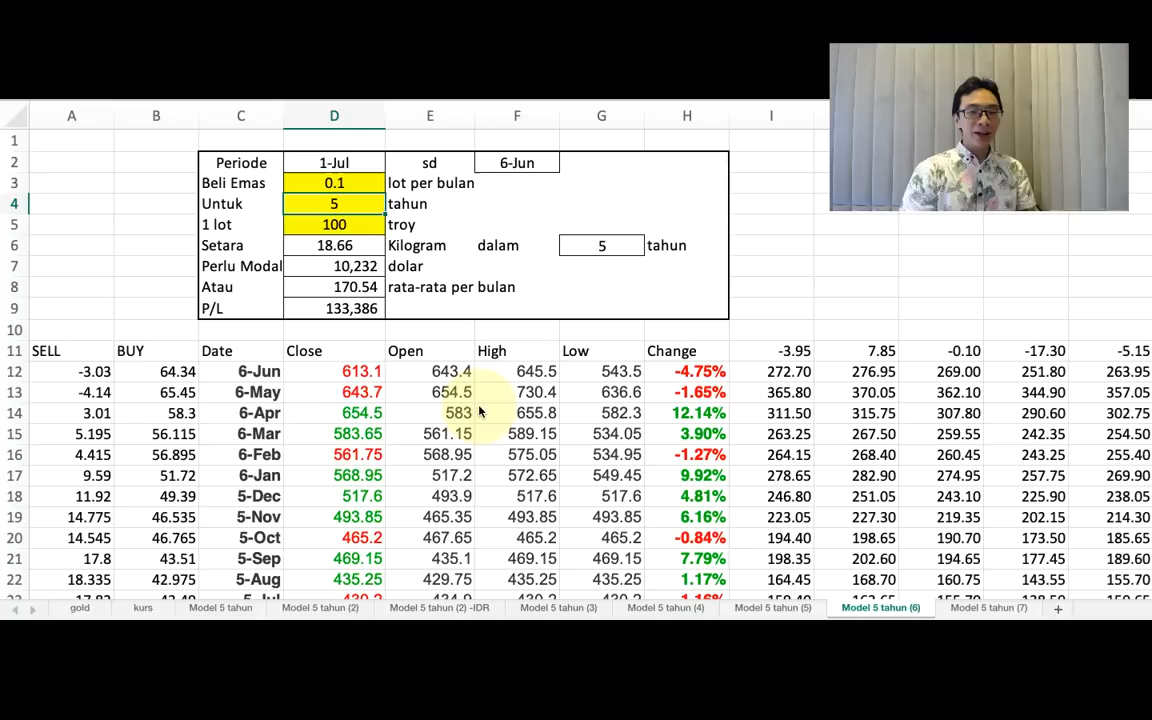 A B C D E F G H I J K L M
1
2 Periode 1-Jul sd 6-Jun
3 Beli Emas 0.1 lot per bulan
4 Untuk 5 tahun
5 1 lot 100 troy
6 Setara 18.66 Kilogram dalam 5 tahun
7 Perlu Modal 10,232 dolar
8 Atau 170.54 rata-rata per bulan
9 P/L 133,386
10
11 SELL BUY Date Close Open High Low Change -3.95 7.85 -0.10 -17.30 -5.15
12 -3.03 64.34 6-Jun 613.1 643.4 645.5 543.5 -4.75% 272.70 276.95 269.00 251.80 263.95
13 -4.14 65.45 6-May 643.7 654.5 730.4 636.6 -1.65% 365.80 370.05 362.10 344.90 357.05
14 3.01 58.3 6-Apr 654.5 583 655.8 582.3 12.14% 311.50 315.75 307.80 290.60 302.75
15 5.195 56.115 6-Mar 583.65 561.15 589.15 534.05 3.90% 263.25 267.50 259.55 242.35 254.50
16 4.415 56.895 6-Feb 561.75 568.95 575.05 534.95 -1.27% 264.15 268.40 260.45 243.25 255.40
17 9.59 51.72 6-Jan 568.95 517.2 572.65 549.45 9.92% 278.65 282.90 274.95 257.75 269.90
18 11.92 49.39 5-Dec 517.6 493.9 517.6 517.6 4.81% 246.80 251.05 243.10 225.90 238.05
19 14.775 46.535 5-Nov 493.85 465.35 493.85 493.85 6.16% 223.05 227.30 219.35 202.15 214.30
20 14.545 46.765 5-Oct 465.2 467.65 465.2 465.2 -0.84% 194.40 198.65 190.70 173.50 185.65
21 17.8 43.51 5-Sep 469.15 435.1 469.15 469.15 7.79% 198.35 202.60 194.65 177.45 189.60
22 18.335 42.975 5-Aug 435.25 429.75 435.25 435.25 1.17% 164.45 168.70 160.75 143.55 155.70
gold kurs Model 5 tahun Model 5 tahun (2) Model 5 tahun (2) -IDR Model 5 tahun (3) Model 5 tahun (4) Model 5 tahun (5) Model 5 tahun (6) Model 5 tahun (7) +